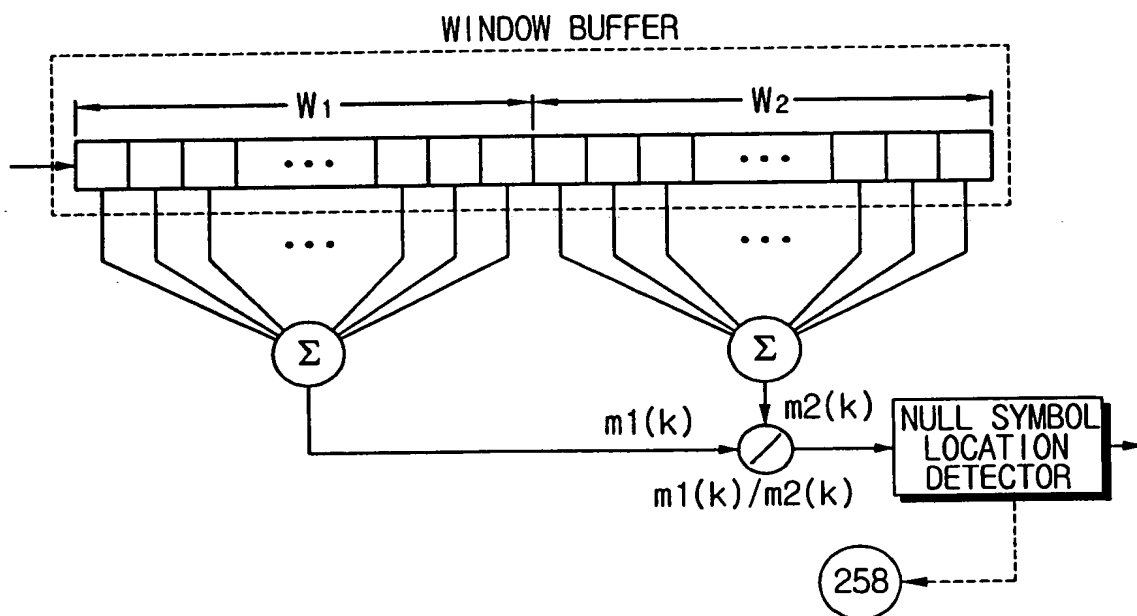 WINDOW BUFFER
W1
W2
• • •
• • •
• • •
• • •
Σ
Σ
m1(k)
m2(k)
m1(k)/m2(k)
NULL SYMBOL
LOCATION
DETECTOR
258